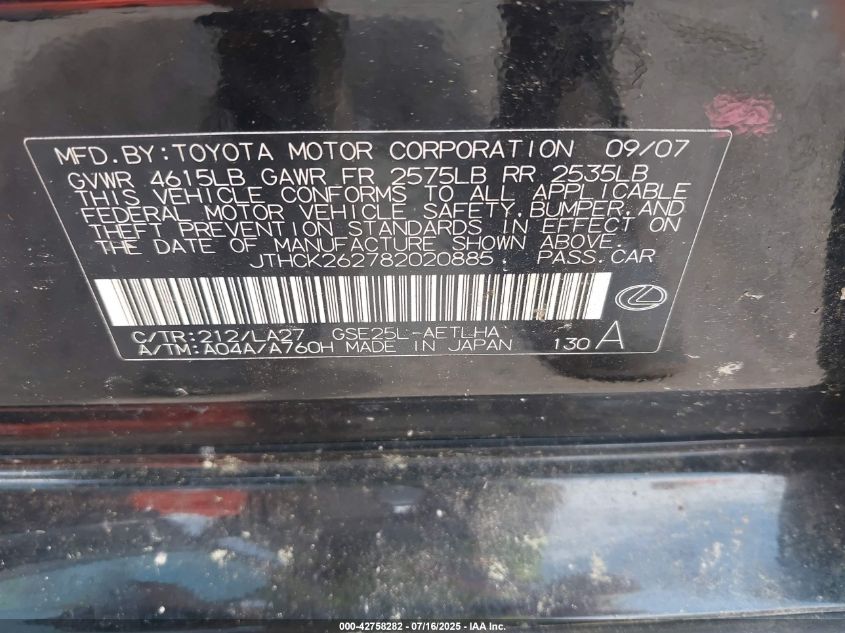 MFD.BY:TOYOTA MOTOR CORPORATION 09/07
GVWR 4615LB GAWR FR 2575LB RR 2535LB
THIS VEHICLE CONFORMS TO ALL APPLICABLE
FEDERAL MOTOR VEHICLE SAFETY,BUMPER,AND
THEFT PREVENTION STANDARDS IN EFFECT ON
THE DATE OF MANUFACTURE SHOWN ABOVE.
JTHCK262782020885 PASS.CAR
C/TR:212/LA27 GSE25L-AETLHA
A/TM:A04A/A760H MADE IN JAPAN 130 A
000-42758282 - 07/16/2025 - IAA Inc.